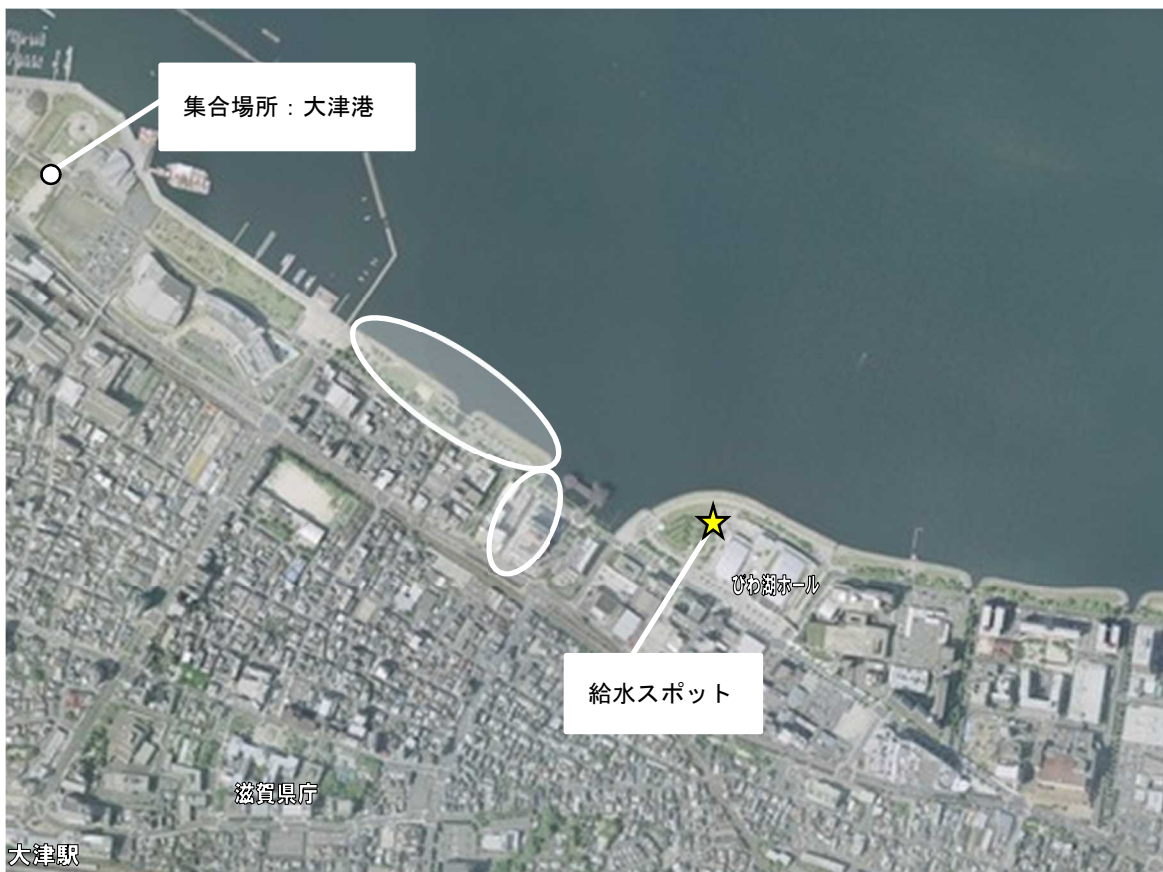 集合場所：大津港
びわ湖ホール
給水スポット
滋賀県庁
大津駅